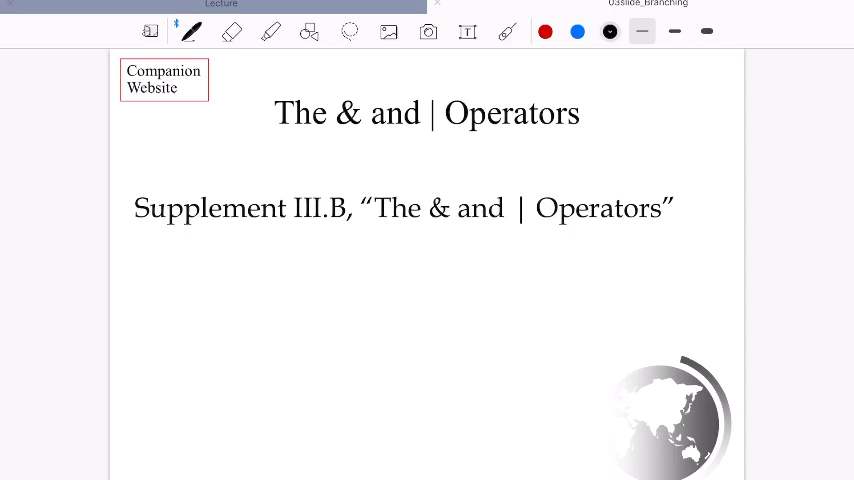 Lecture
03slide_Branching
Companion
Website
The & and | Operators
Supplement III.B, “The & and | Operators”